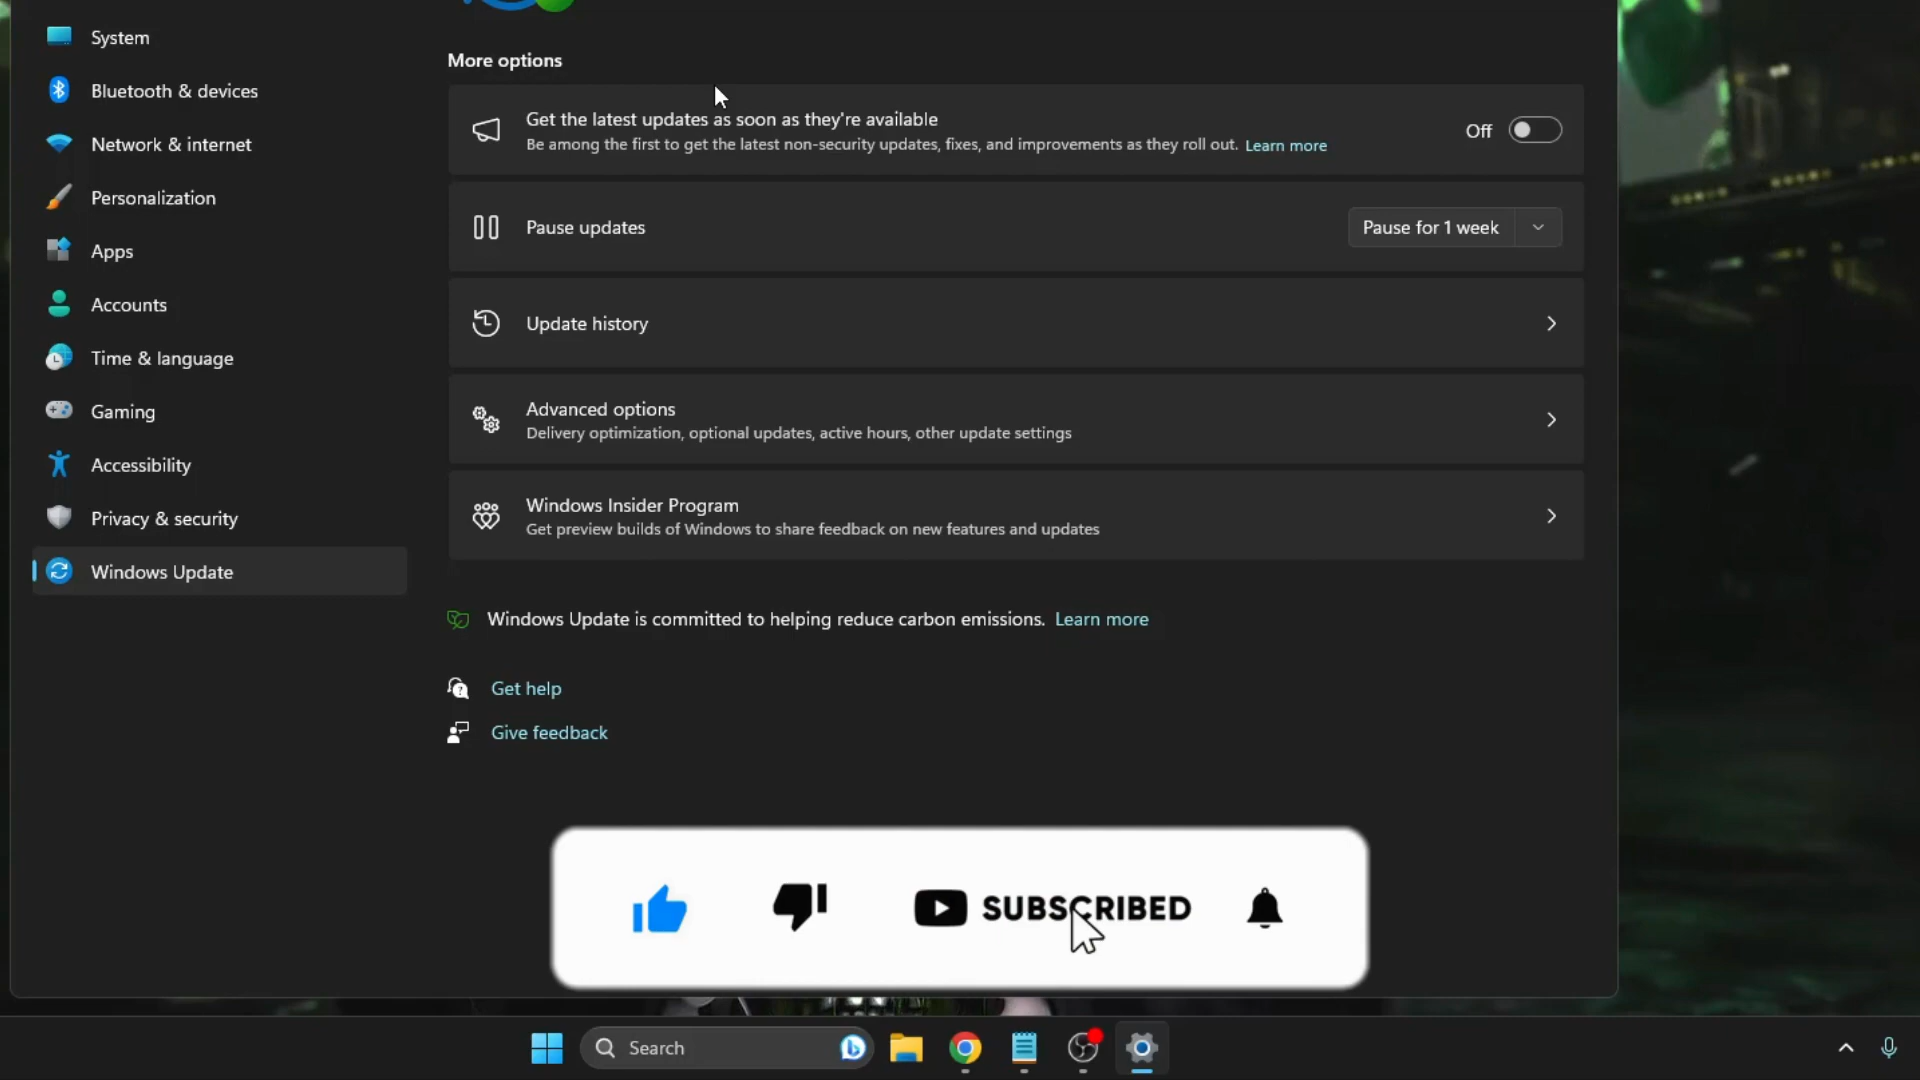 System
Bluetooth & devices
Network & internet
Personalization
Apps
Accounts
Time & language
Gaming
Accessibility
Privacy & security
Windows Update
More options
Get the latest updates as soon as they're available
Be among the first to get the latest non-security updates, fixes, and improvements as they roll out. Learn more
Off
Pause updates
Pause for 1 week
Update history
Advanced options
Delivery optimization, optional updates, active hours, other update settings
Windows Insider Program
Get preview builds of Windows to share feedback on new features and updates
Windows Update is committed to helping reduce carbon emissions. Learn more
Get help
Give feedback
SUBSCRIBED
Search